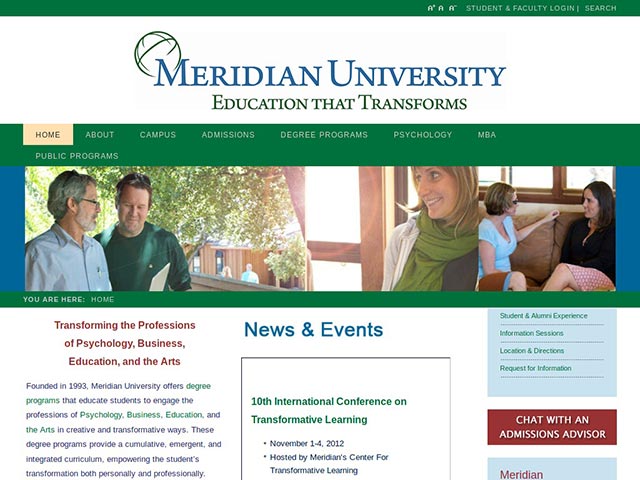 A+ A A- STUDENT & FACULTY LOGIN | SEARCH
MERIDIAN UNIVERSITY
EDUCATION THAT TRANSFORMS
HOME ABOUT CAMPUS ADMISSIONS DEGREE PROGRAMS PSYCHOLOGY MBA
PUBLIC PROGRAMS
YOU ARE HERE: HOME
Transforming the Professions
of Psychology, Business,
Education, and the Arts
Founded in 1993, Meridian University offers degree
programs that educate students to engage the
professions of Psychology, Business, Education, and
the Arts in creative and transformative ways. These
degree programs provide a cumulative, emergent, and
integrated curriculum, empowering the student's
transformation both personally and professionally.
News & Events
10th International Conference on
Transformative Learning
• November 1-4, 2012
• Hosted by Meridian's Center For
Transformative Learning
Student & Alumni Experience
Information Sessions
Location & Directions
Request for Information
CHAT WITH AN
ADMISSIONS ADVISOR
Meridian